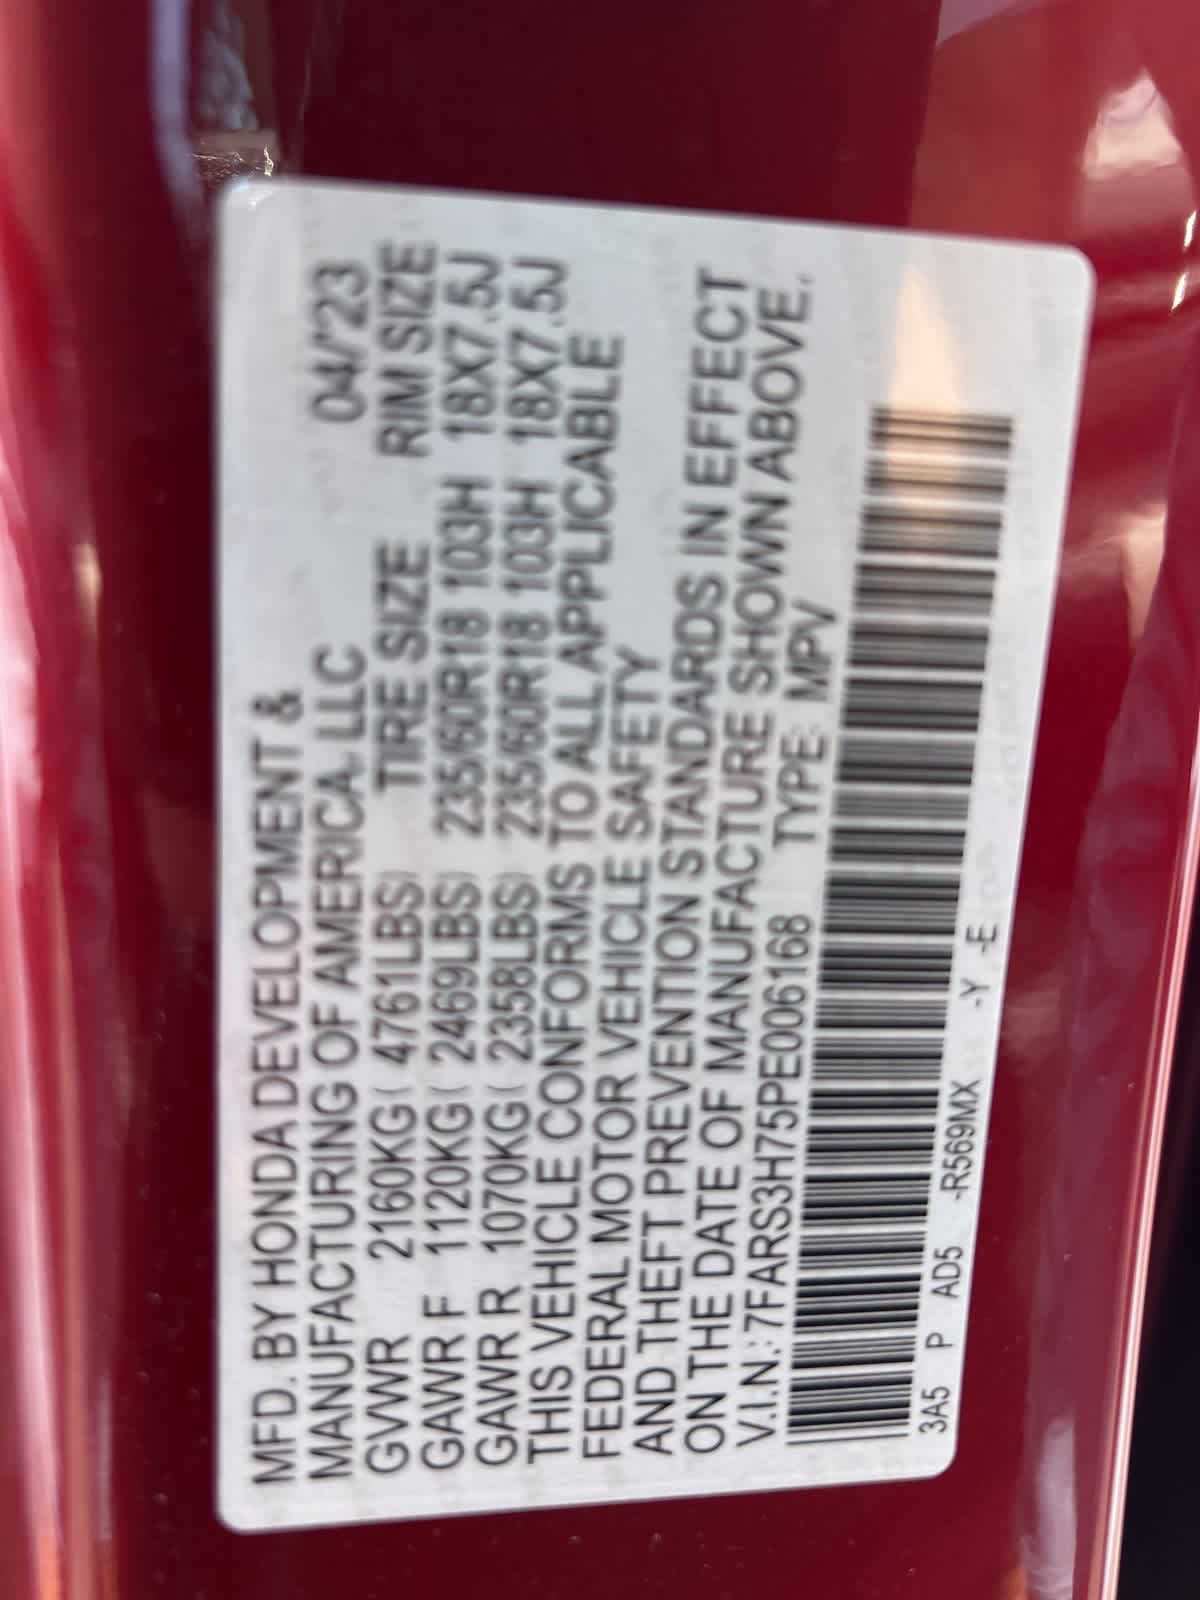 MFD. BY HONDA DEVELOPMENT &
MANUFACTURING OF AMERICA, LLC 04/'23
GVWR 2160KG( 4761LBS) TIRE SIZE RIM SIZE
GAWR F 1120KG( 2469LBS) 235/60R18 103H 18X7.5J
GAWR R 1070KG( 2358LBS) 235/60R18 103H 18X7.5J
THIS VEHICLE CONFORMS TO ALL APPLICABLE
FEDERAL MOTOR VEHICLE SAFETY
AND THEFT PREVENTION STANDARDS IN EFFECT
ON THE DATE OF MANUFACTURE SHOWN ABOVE.
V.I.N.: 7FARS3H75PE006168 TYPE: MPV
3A5 P AD5 -R569MX -Y -E